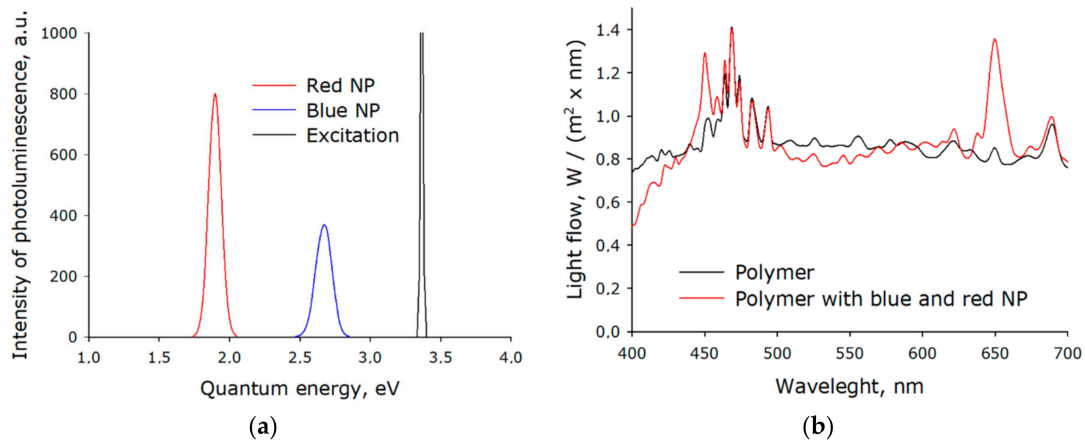 Intensity of photoluminescence, a.u.
1000
800
600
400
200
0
Red NP
Blue NP
Excitation
1.0 1.5 2.0 2.5 3.0 3.5 4.0
Quantum energy, eV
(a)
Light flow, W / (m² x nm)
1.4
1.2
1.0
0.8
0.6
0.4
0.2
0.0
Polymer
Polymer with blue and red NP
400 450 500 550 600 650 700
Waveleght, nm
(b)